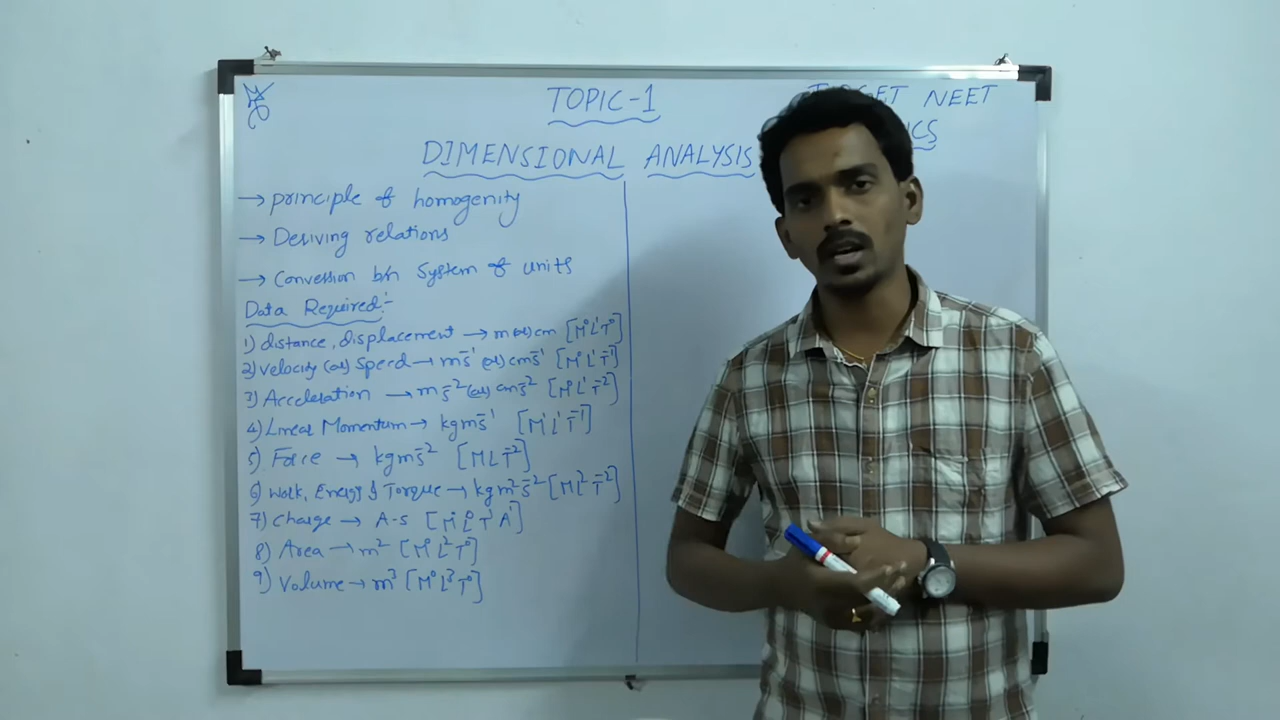 TOPIC-1
NEET
DIMENSIONAL ANALYSIS
→ principle of homogenity
→ Deriving relations
→ Conversion b/n System of units
Data Required:-
1) distance, displacement → m (or) cm [M⁰L¹T⁰]
2) velocity (or) Speed → ms⁻¹ (or) cms⁻¹ [M⁰L¹T⁻¹]
3) Acceleration → ms⁻² (or) cms⁻² [M⁰L¹T⁻²]
4) Linear Momentum → kgms⁻¹ [M¹L¹T⁻¹]
5) Force → kgms⁻² [MLT⁻²]
6) Work, Energy & Torque → kgm²s⁻² [ML²T⁻²]
7) Charge → A-s [M⁰L⁰T¹A¹]
8) Area → m² [M⁰L²T⁰]
9) Volume → m³ [M⁰L³T⁰]